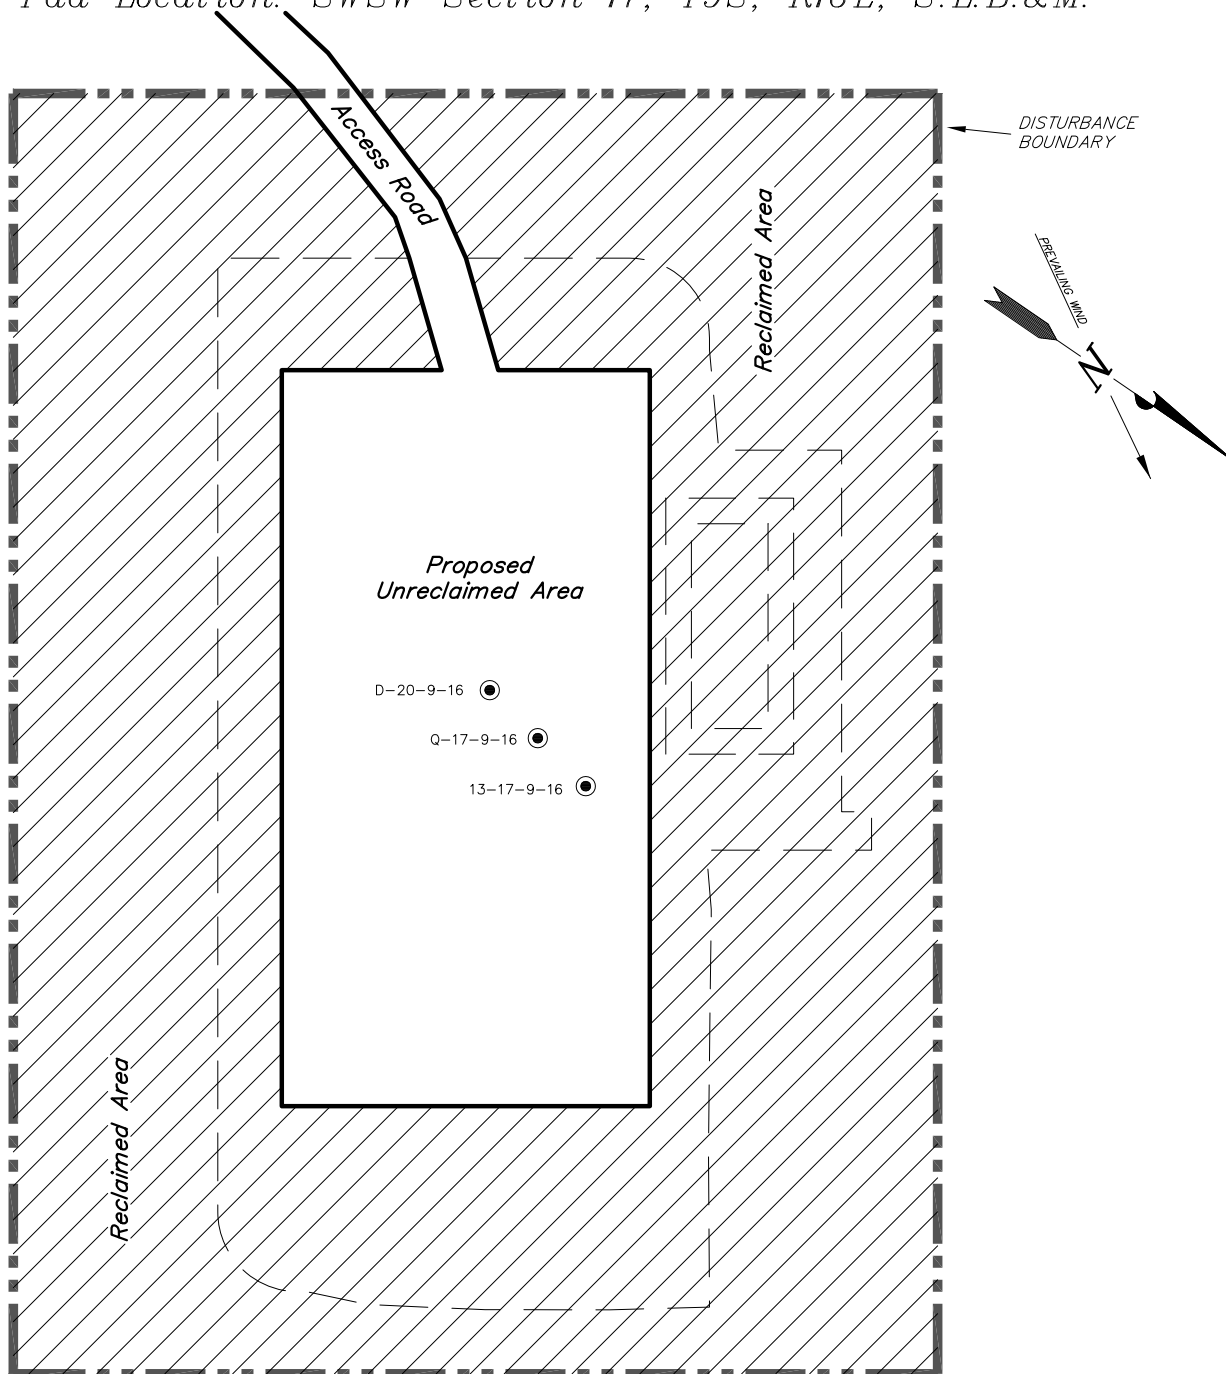 Pad Location: SWSW Section 17, T9S, R16E, S.L.B.&M.
DISTURBANCE
BOUNDARY
Access Road
Reclaimed Area
PREVAILING WIND
N
Proposed
Unreclaimed Area
D-20-9-16
Q-17-9-16
13-17-9-16
Reclaimed Area